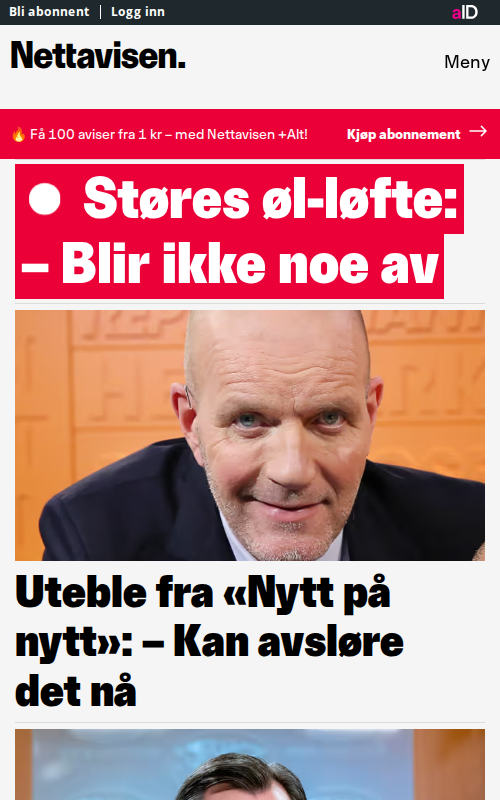 Bli abonnent
Logg inn
aID
Nettavisen.
Meny
🔥 Få 100 aviser fra 1 kr – med Nettavisen +Alt!
Kjøp abonnement →
Støres øl-løfte:
– Blir ikke noe av
Uteble fra «Nytt på
nytt»: – Kan avsløre
det nå